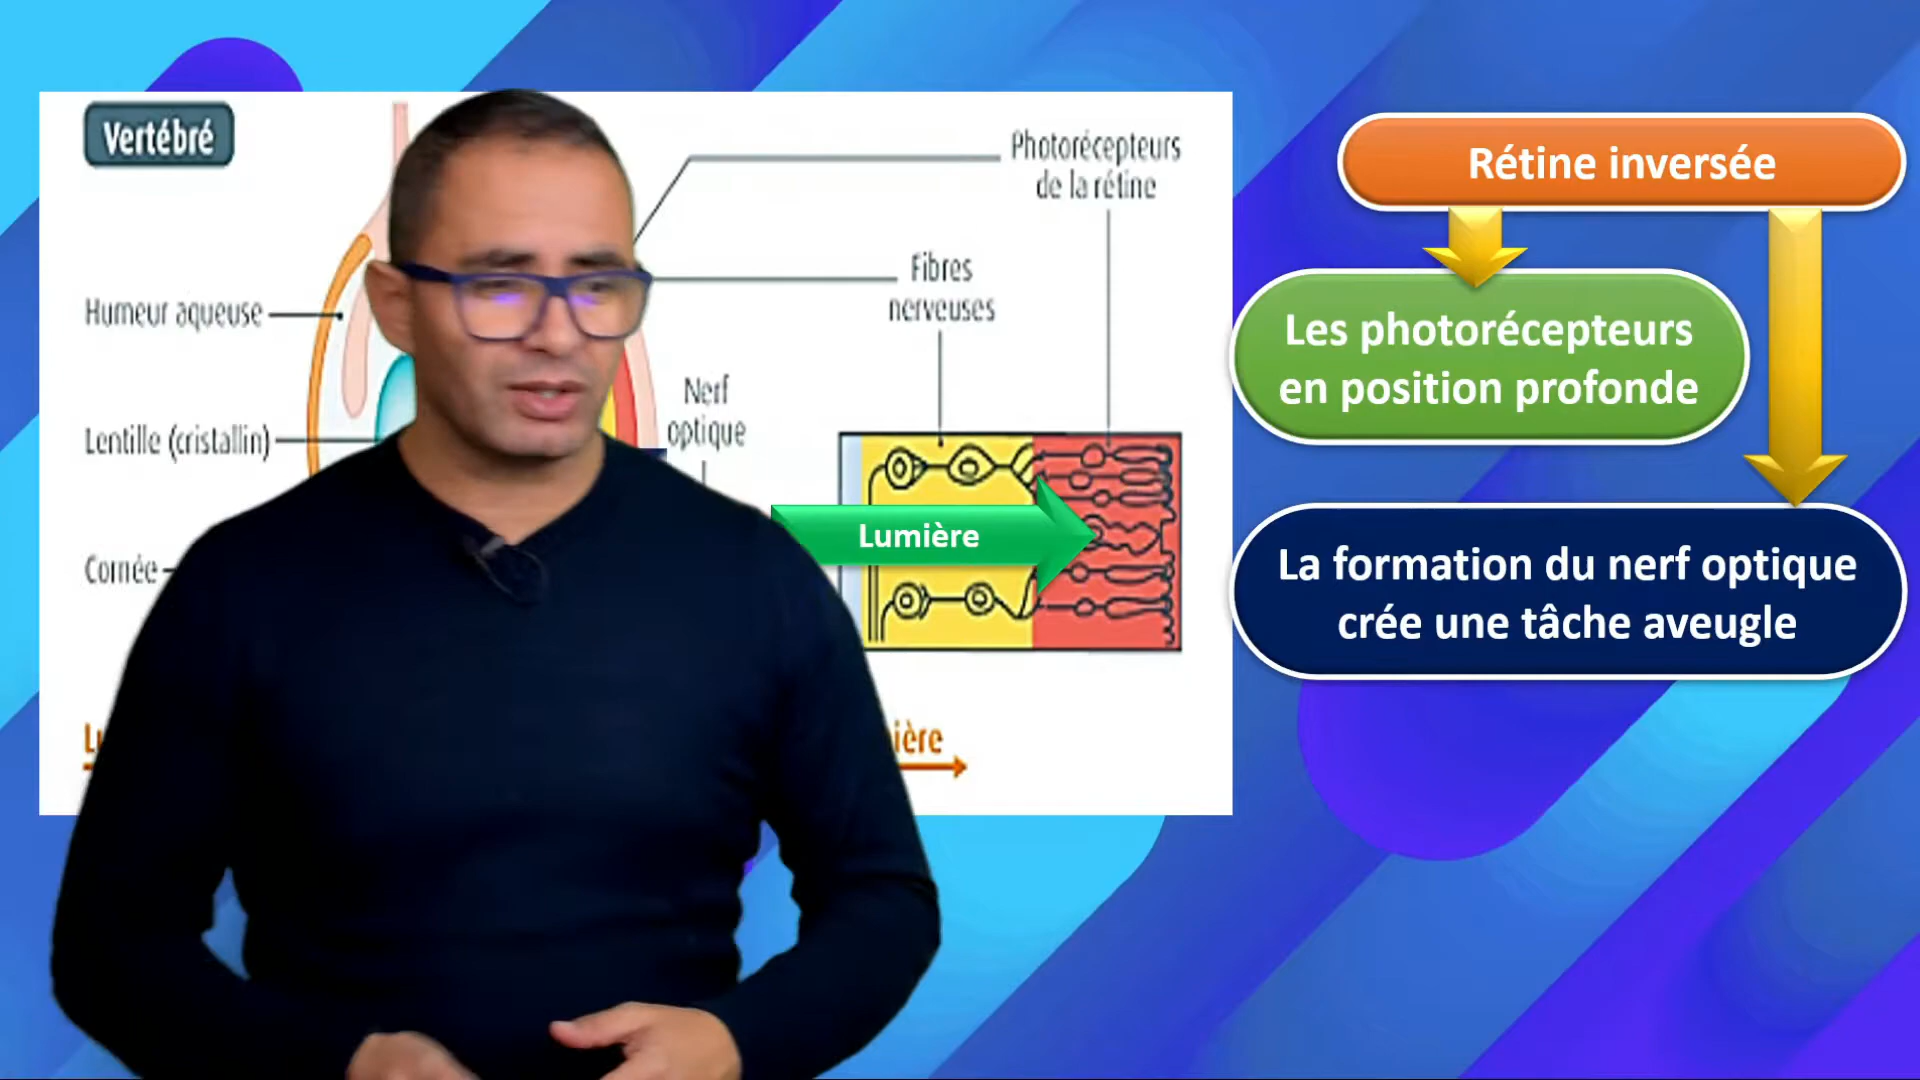 Vertébré
Photorécepteurs
de la rétine
Fibres
nerveuses
Humeur aqueuse
Nerf
optique
Lentille (cristallin)
Cornée
Lumière
Rétine inversée
Les photorécepteurs
en position profonde
La formation du nerf optique
crée une tâche aveugle